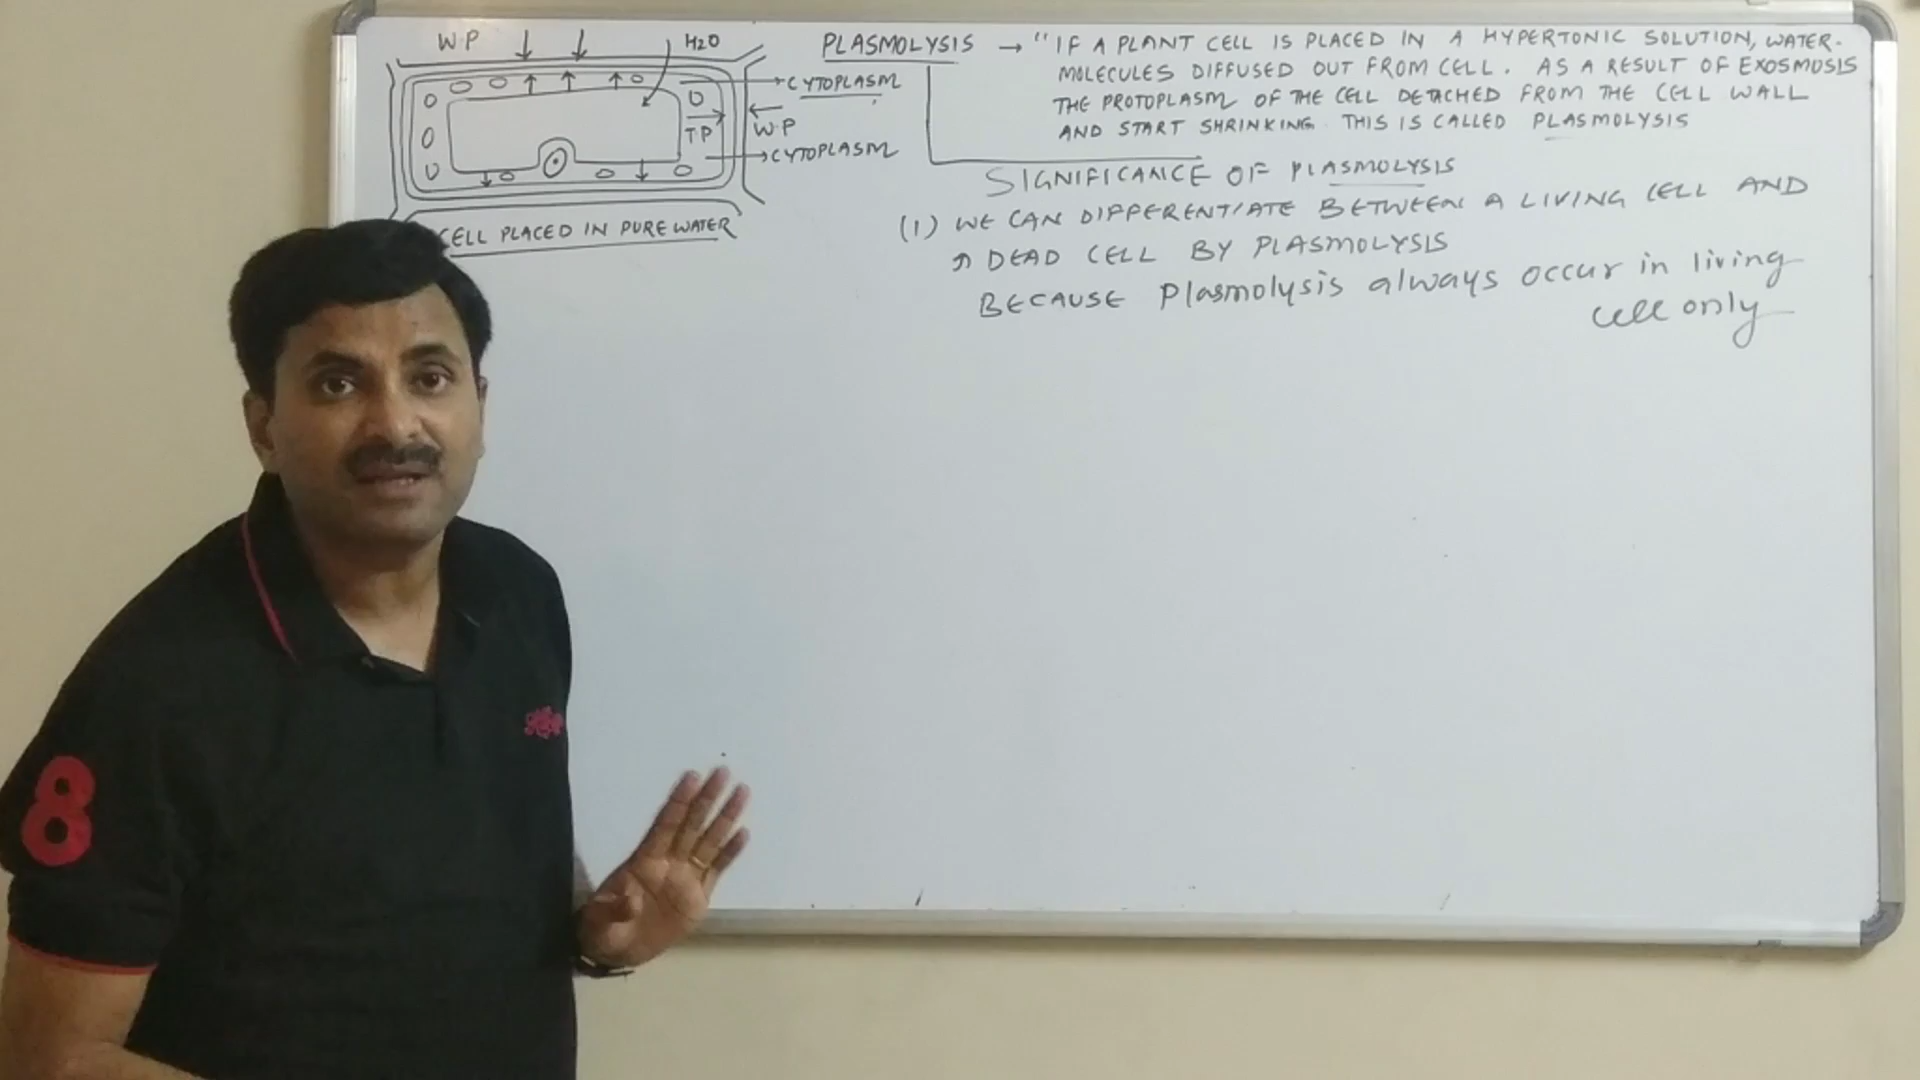 W.P
H2O
CYTOPLASM
T P
W.P
CYTOPLASM
CELL PLACED IN PURE WATER
PLASMOLYSIS → "IF A PLANT CELL IS PLACED IN A HYPERTONIC SOLUTION, WATER-
MOLECULES DIFFUSED OUT FROM CELL. AS A RESULT OF EXOSMOSIS
THE PROTOPLASM OF THE CELL DETACHED FROM THE CELL WALL
AND START SHRINKING. THIS IS CALLED PLASMOLYSIS
SIGNIFICANCE OF PLASMOLYSIS
(1) WE CAN DIFFERENTIATE BETWEEN A LIVING CELL AND
DEAD CELL BY PLASMOLYSIS
BECAUSE Plasmolysis always occur in living
cell only
8